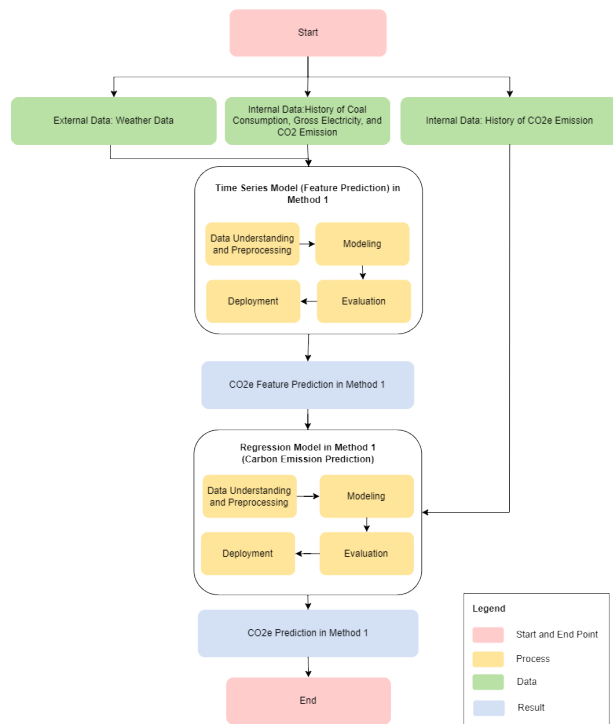 Start
External Data: Weather Data
Internal Data:History of Coal
Consumption, Gross Electricity, and
CO2 Emission
Internal Data: History of CO2e Emission
Time Series Model (Feature Prediction) in
Method 1
Data Understanding
and Preprocessing
Modeling
Deployment
Evaluation
CO2e Feature Prediction in Method 1
Regression Model in Method 1
(Carbon Emission Prediction)
Data Understanding
and Preprocessing
Modeling
Deployment
Evaluation
CO2e Prediction in Method 1
End
Legend
Start and End Point
Process
Data
Result